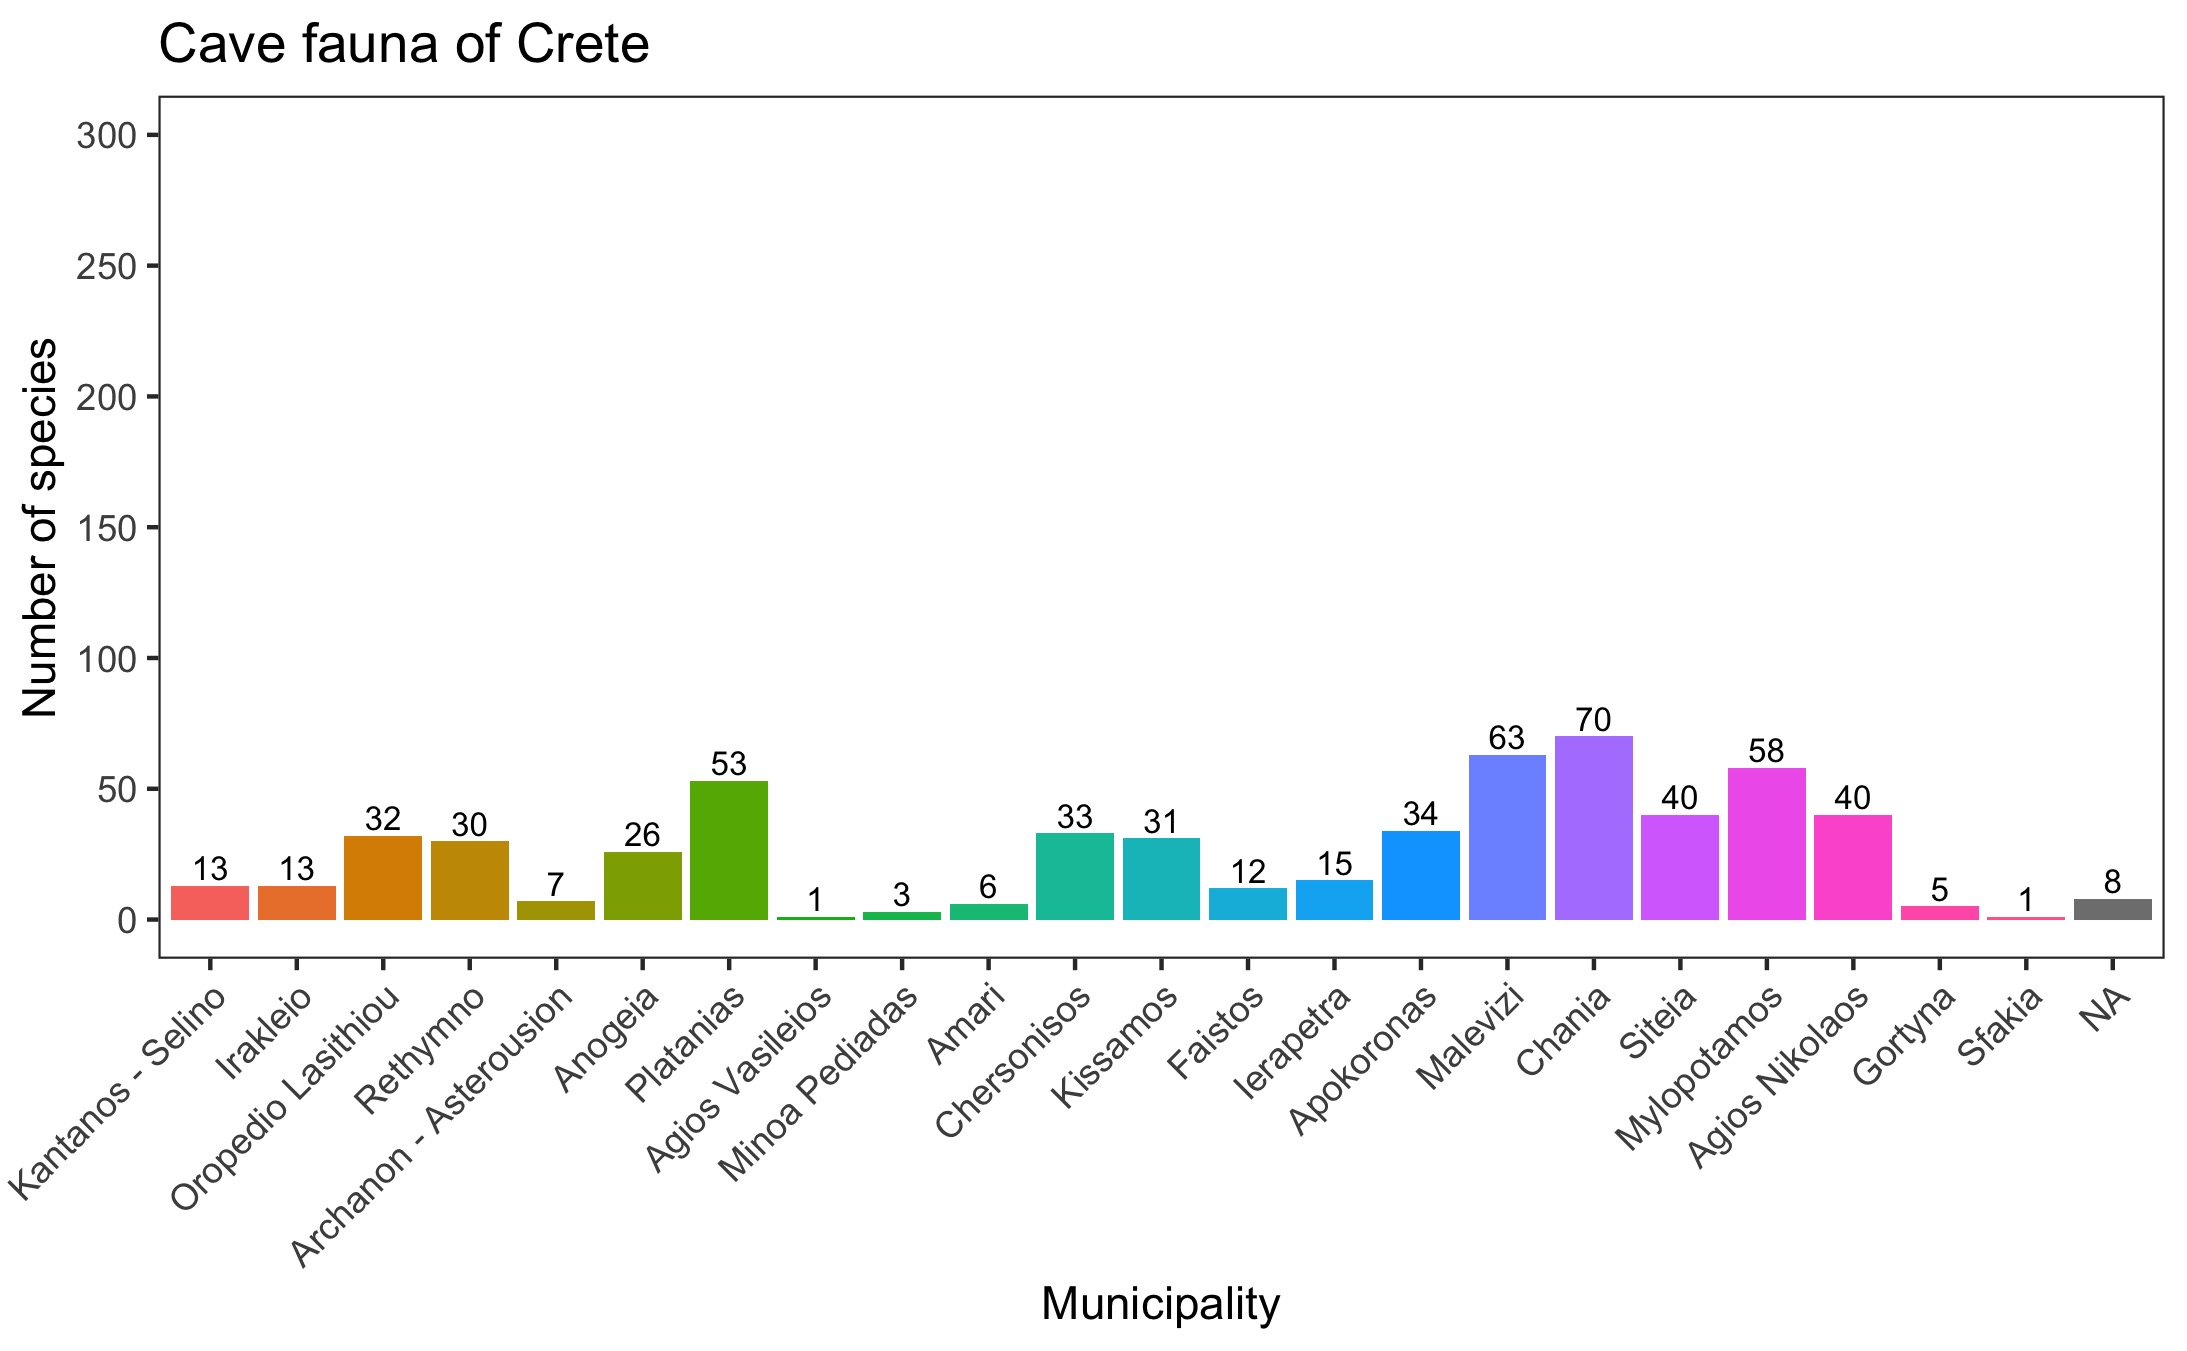 Cave fauna of Crete
Number of species
300
250
200
150
100
50
0
13
13
32
30
7
26
53
1
3
6
33
31
12
15
34
63
70
40
58
40
5
1
8
Kantanos - Selino
Irakleio
Oropedio Lasithiou
Rethymno
Archanon - Asterousion
Anogeia
Platanias
Agios Vasileios
Minoa Pediadas
Amari
Chersonisos
Kissamos
Faistos
Ierapetra
Apokoronas
Malevizi
Chania
Siteia
Mylopotamos
Agios Nikolaos
Gortyna
Sfakia
NA
Municipality